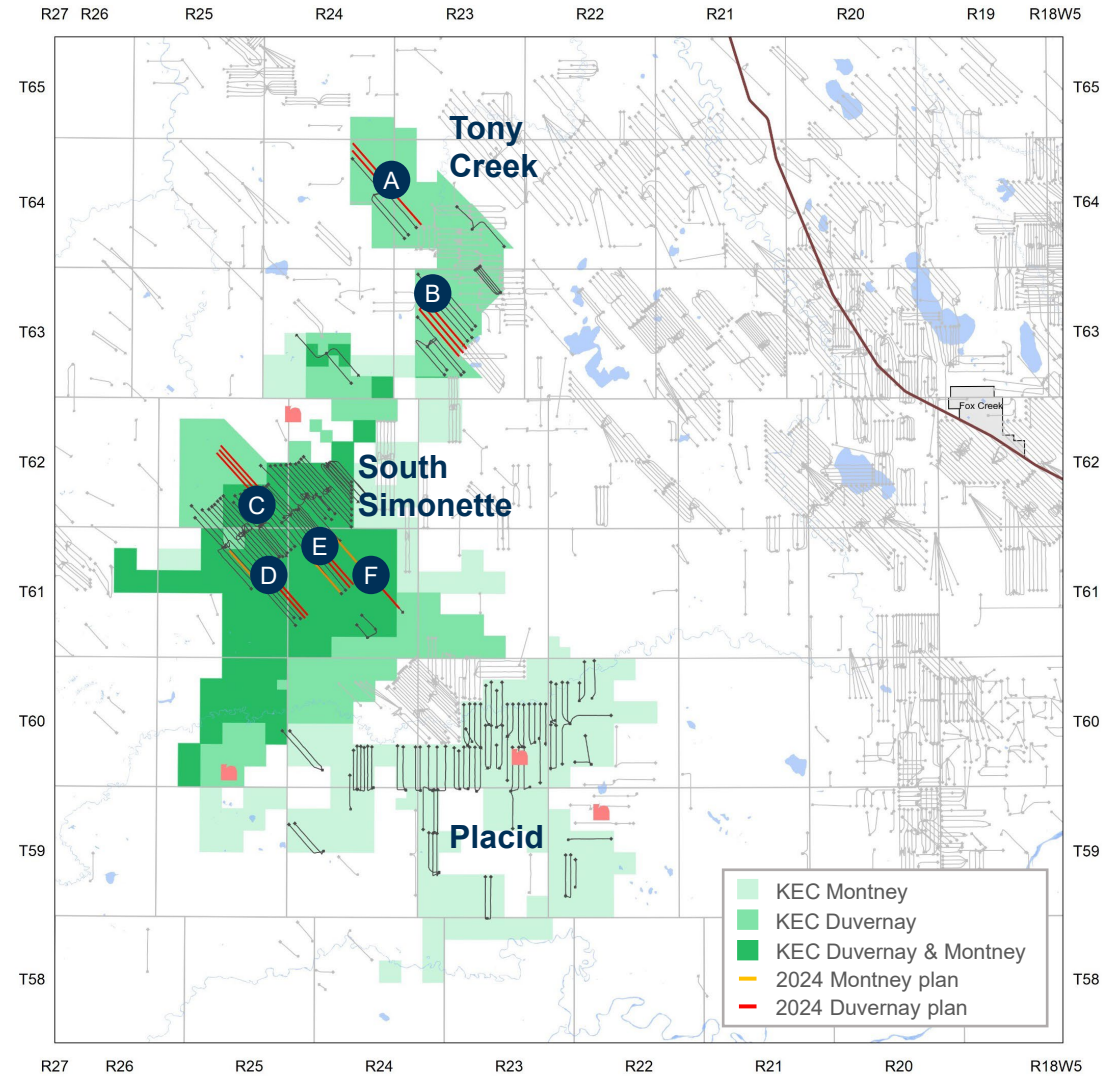 R27 R26 R25 R24 R23 R22 R21 R20 R19 R18W5
T65 T65
Tony
Creek
A
T64 T64
B
T63 T63
Fox Creek
T62 T62
South
Simonette
C
E
D F
T61 T61
T60 T60
Placid
T59 T59
KEC Montney
KEC Duvernay
KEC Duvernay & Montney
2024 Montney plan
2024 Duvernay plan
T58 T58
R27 R26 R25 R24 R23 R22 R21 R20 R18W5